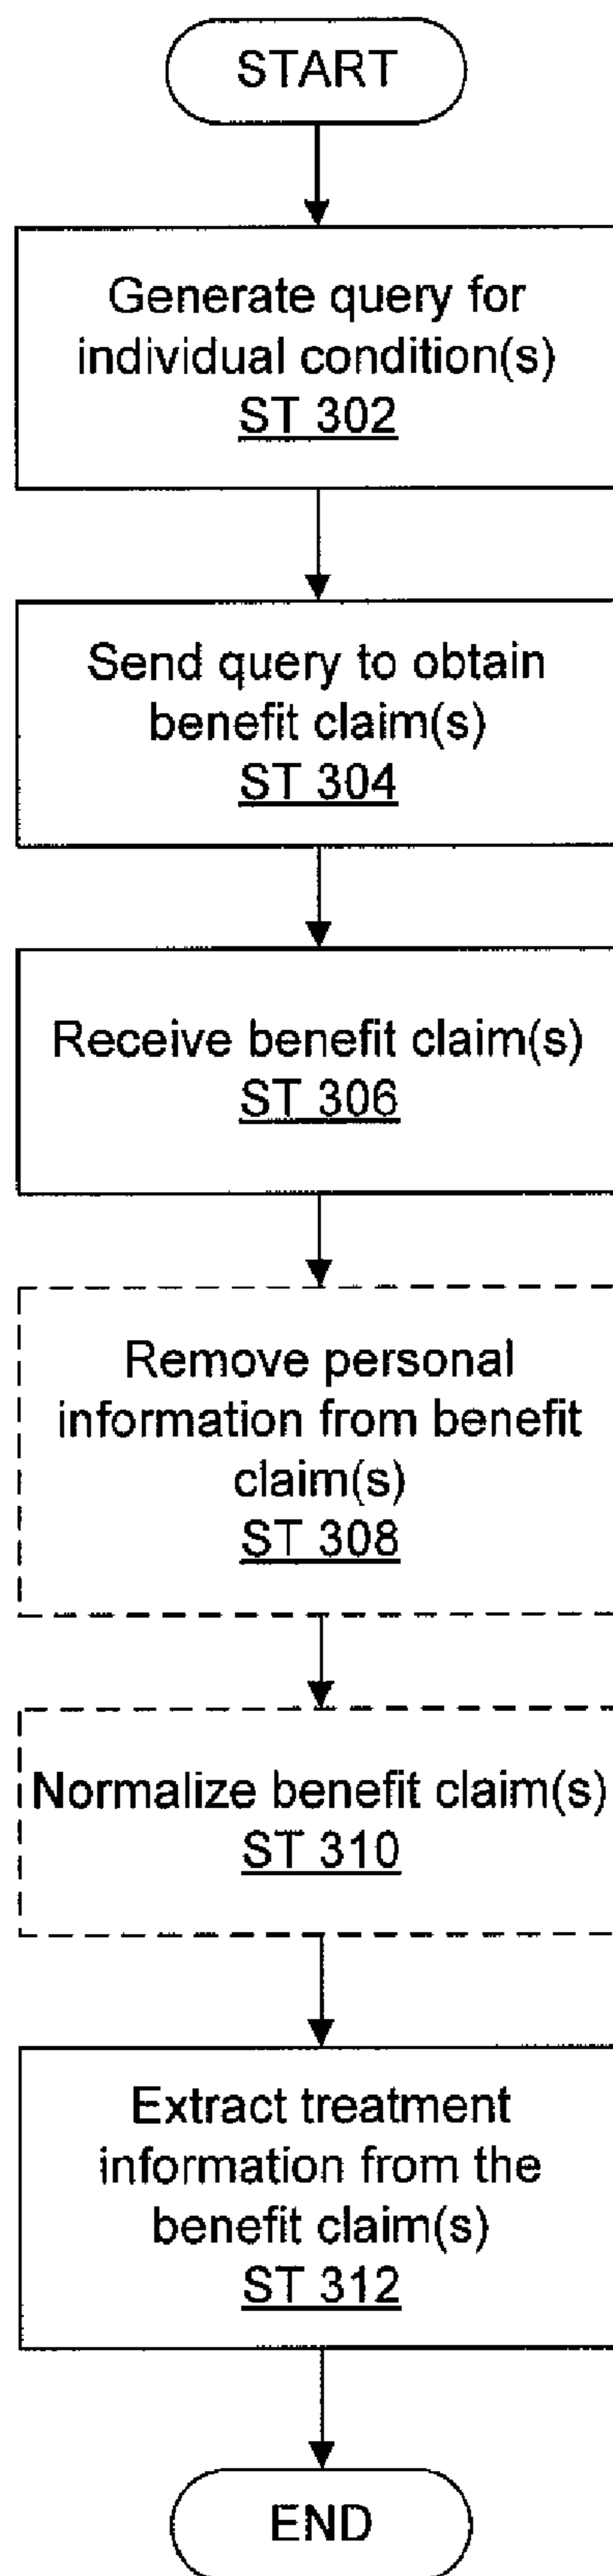 START
Generate query for
individual condition(s)
ST 302
Send query to obtain
benefit claim(s)
ST 304
Receive benefit claim(s)
ST 306
Remove personal
information from benefit
claim(s)
ST 308
Normalize benefit claim(s)
ST 310
Extract treatment
information from the
benefit claim(s)
ST 312
END